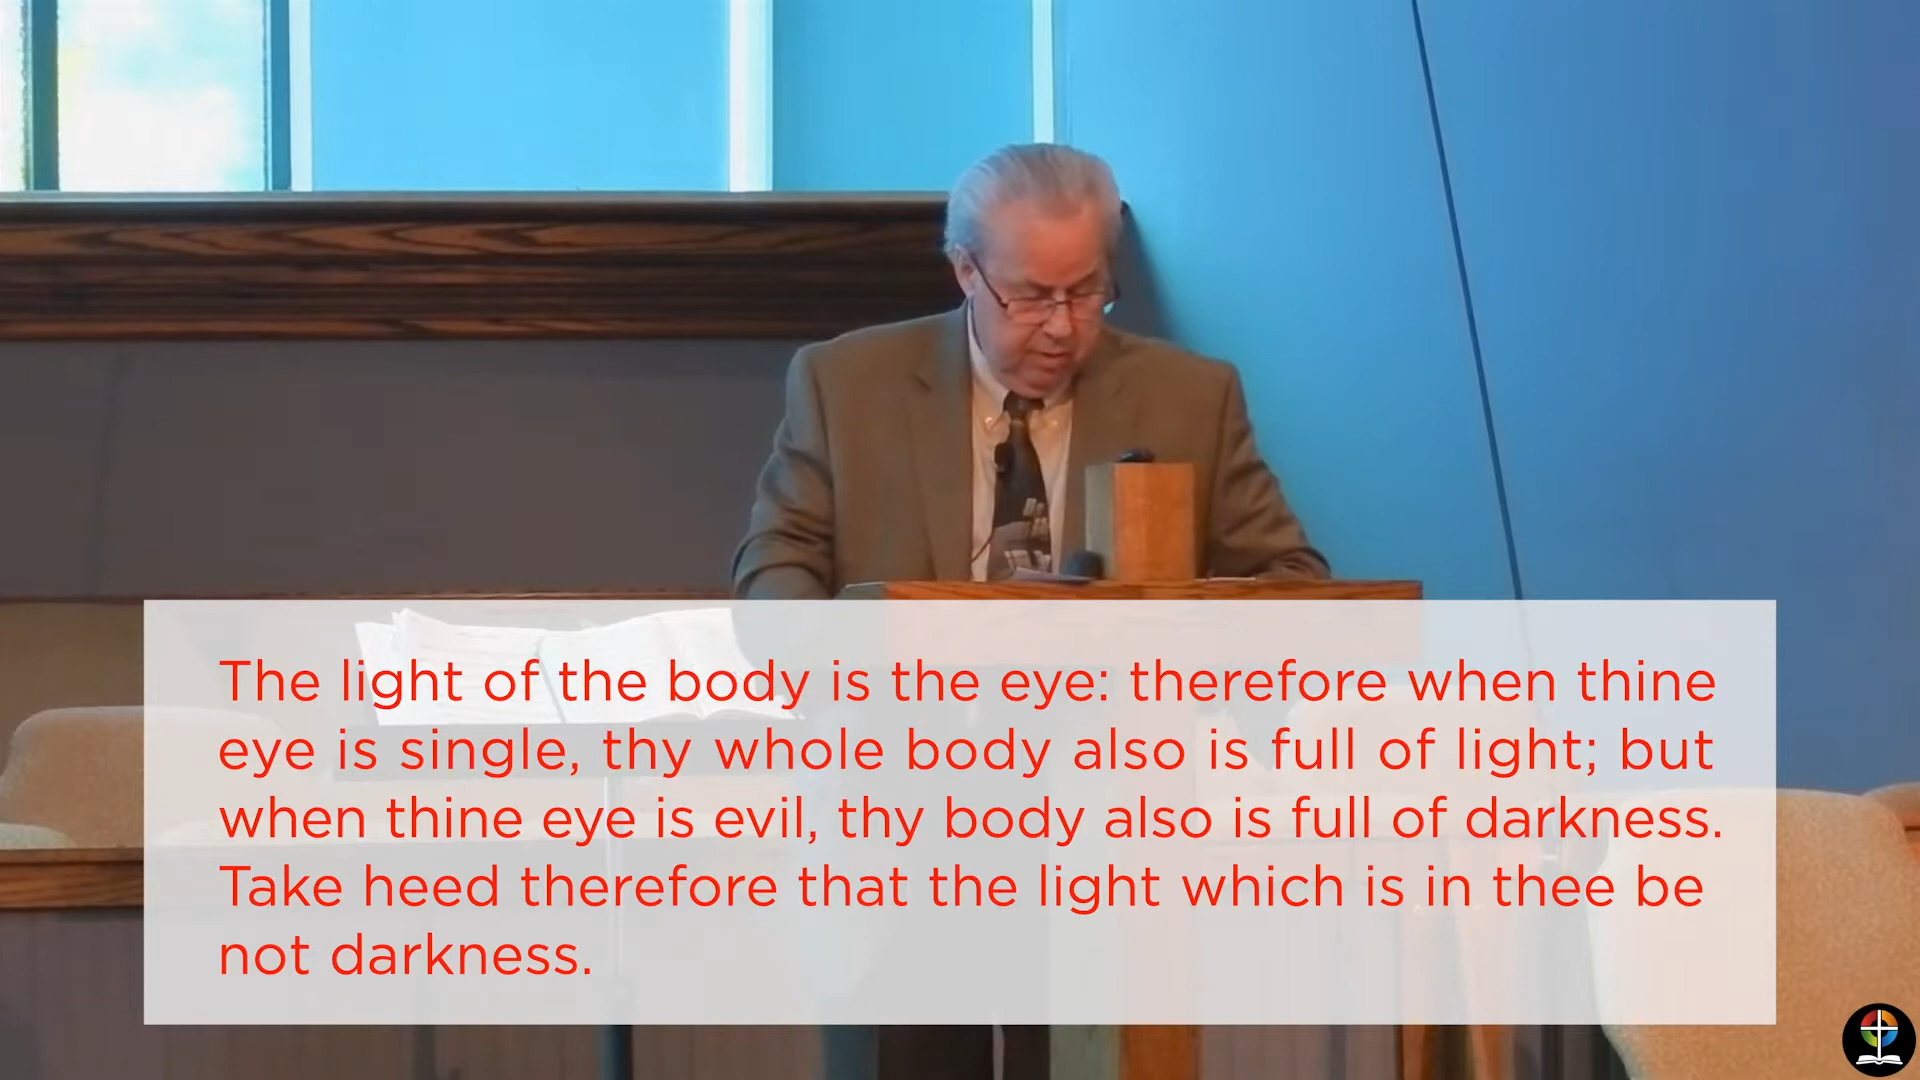 The light of the body is the eye: therefore when thine
eye is single, thy whole body also is full of light; but
when thine eye is evil, thy body also is full of darkness.
Take heed therefore that the light which is in thee be
not darkness.